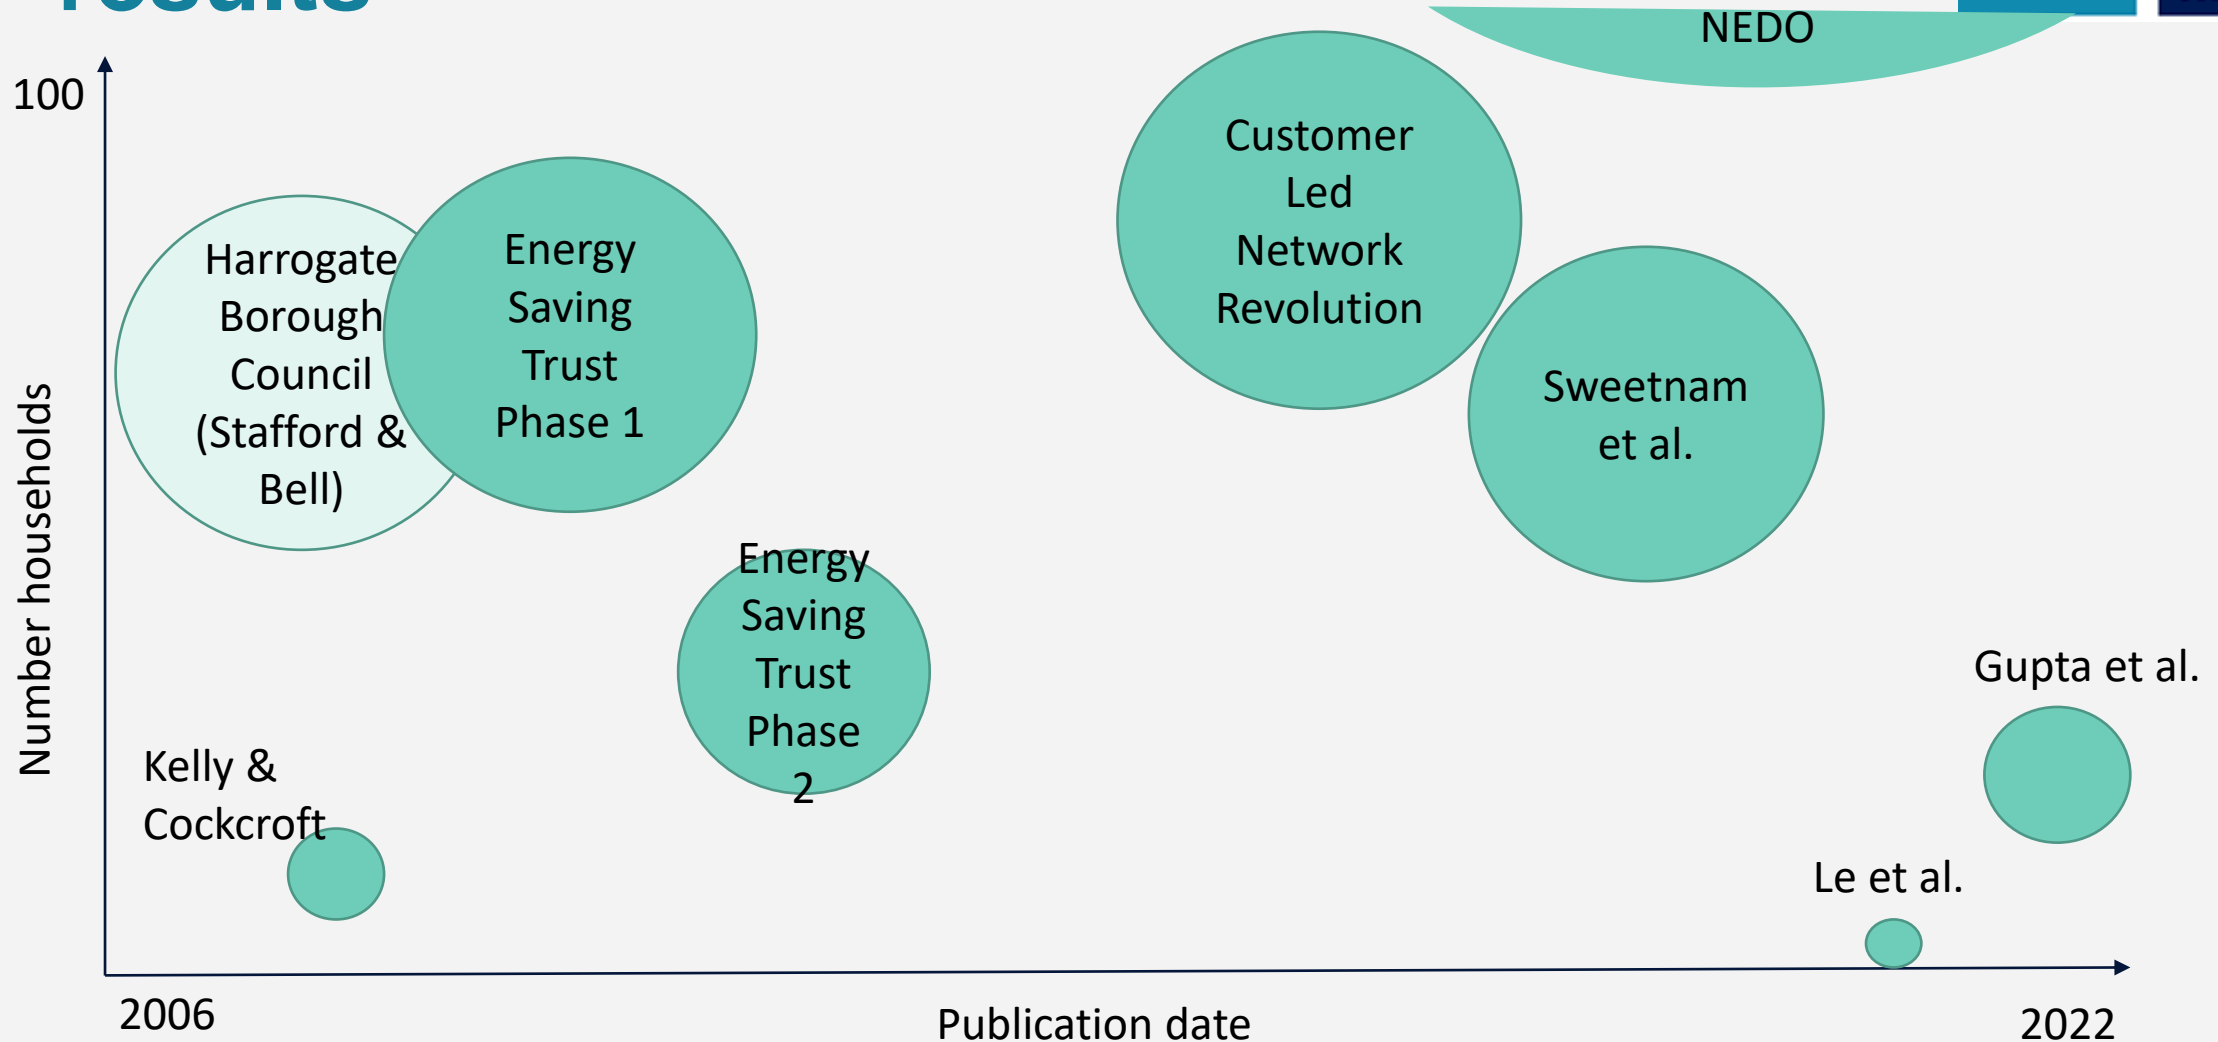 results
NEDO
100
Customer
Led
Network
Revolution
Harrogate
Borough
Council
(Stafford &
Bell)
Energy
Saving
Trust
Phase 1
Sweetnam
et al.
Number households
Energy
Saving
Trust
Phase
2
Gupta et al.
Kelly &
Cockcroft
Le et al.
2006
Publication date
2022